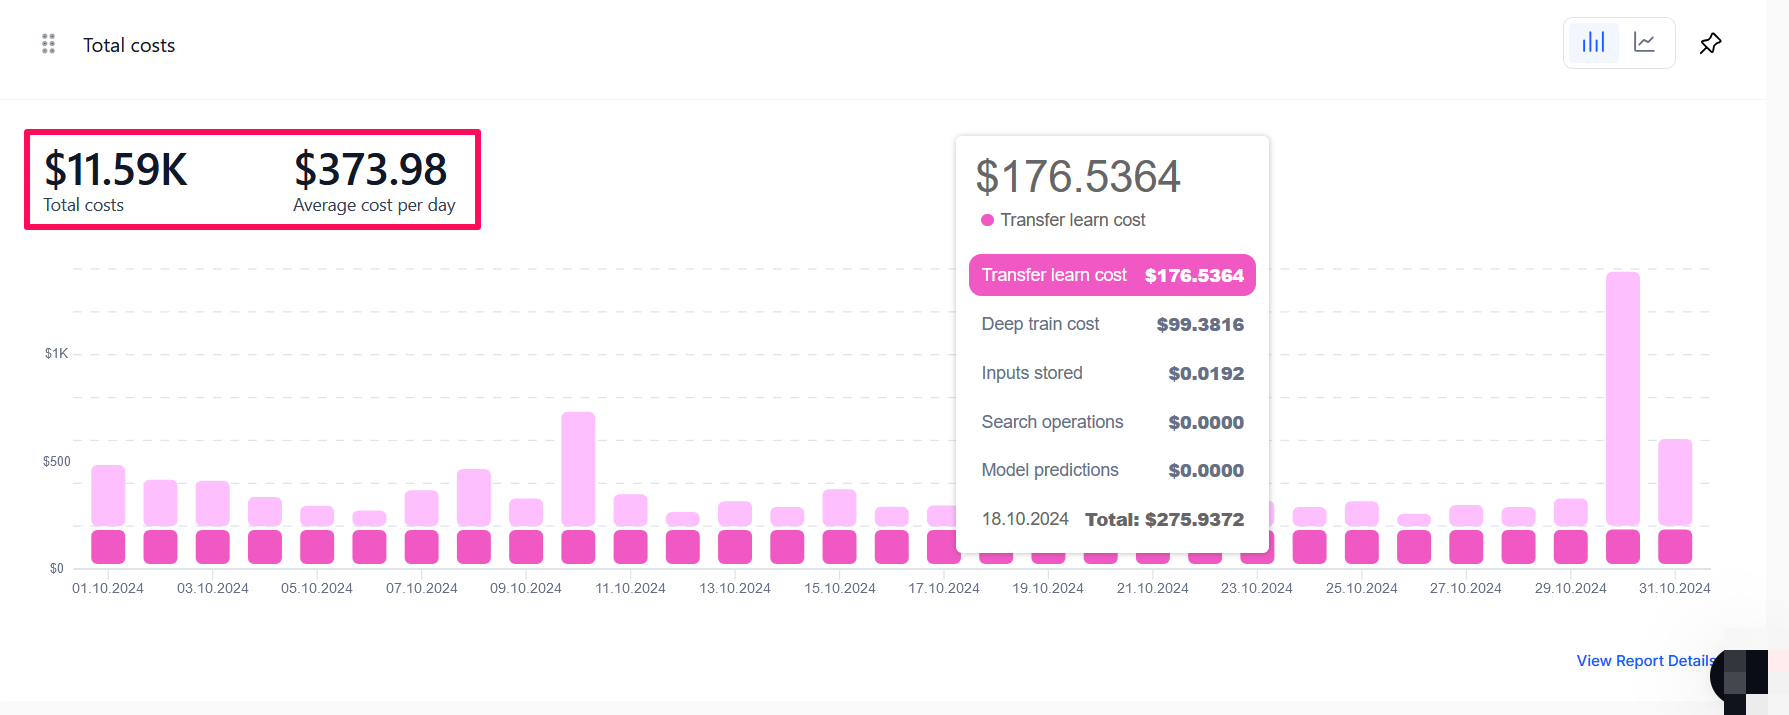 Total costs
$11.59K
Total costs
$373.98
Average cost per day
$176.5364
Transfer learn cost
Transfer learn cost $176.5364
Deep train cost $99.3816
Inputs stored $0.0192
Search operations $0.0000
Model predictions $0.0000
18.10.2024 Total: $275.9372
$1K
$500
$0
01.10.2024 03.10.2024 05.10.2024 07.10.2024 09.10.2024 11.10.2024 13.10.2024 15.10.2024 17.10.2024 19.10.2024 21.10.2024 23.10.2024 25.10.2024 27.10.2024 29.10.2024 31.10.2024
View Report Details